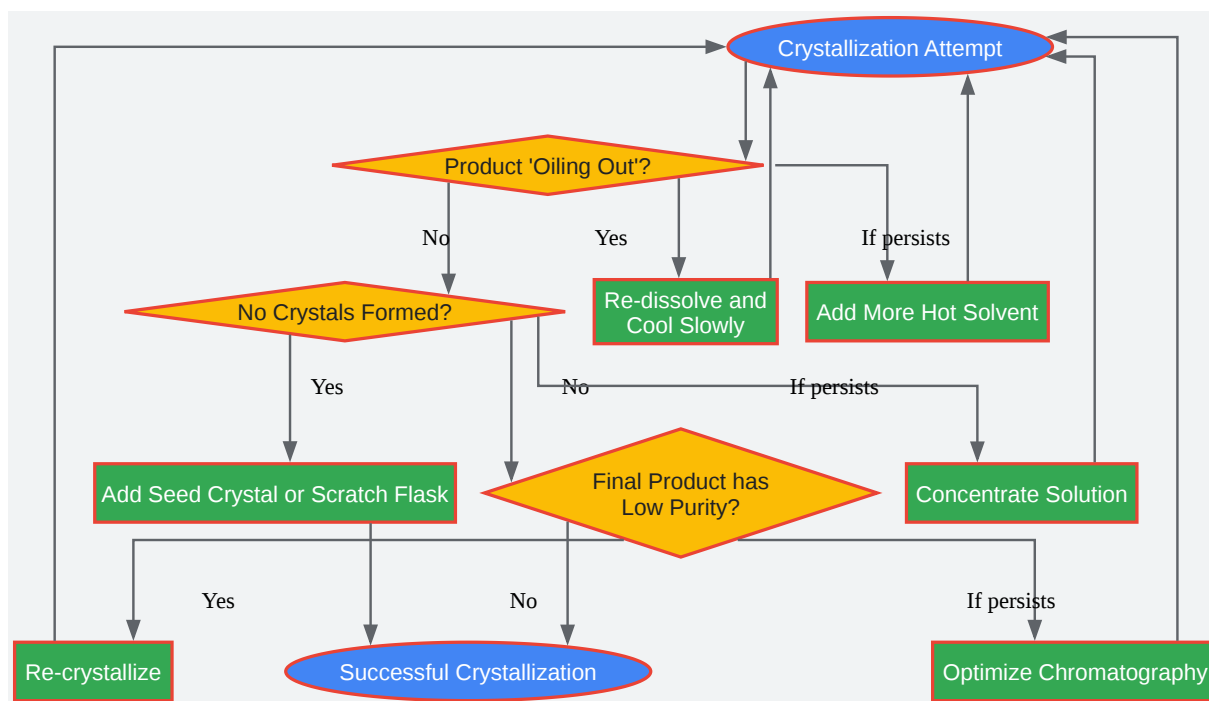 Crystallization Attempt
Product 'Oiling Out'?
No
Yes
If persists
Re-dissolve and
Cool Slowly
Add More Hot Solvent
No Crystals Formed?
Yes
No
If persists
Add Seed Crystal or Scratch Flask
Final Product has
Low Purity?
Concentrate Solution
Yes
No
If persists
Re-crystallize
Successful Crystallization
Optimize Chromatography